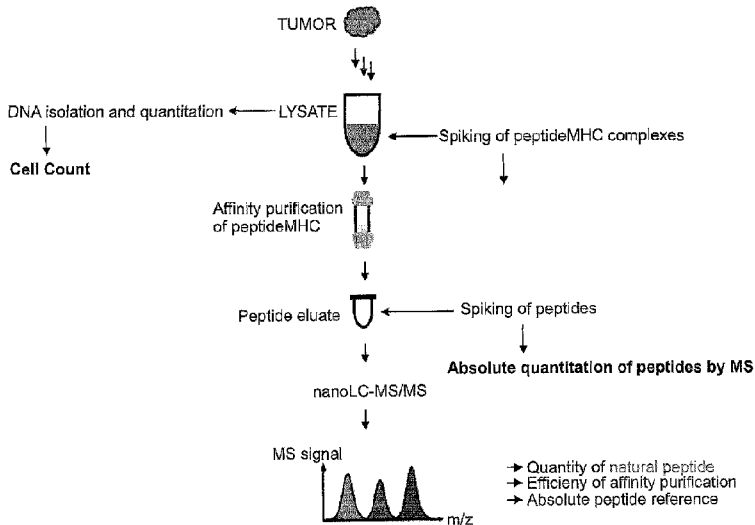 TUMOR
DNA isolation and quantitation
LYSATE
Spiking of peptideMHC complexes
Cell Count
Affinity purification
of peptideMHC
Peptide eluate
Spiking of peptides
Absolute quantitation of peptides by MS
nanoLC-MS/MS
MS signal
Quantity of natural peptide
Efficieny of affinity purification
Absolute peptide reference
m/z